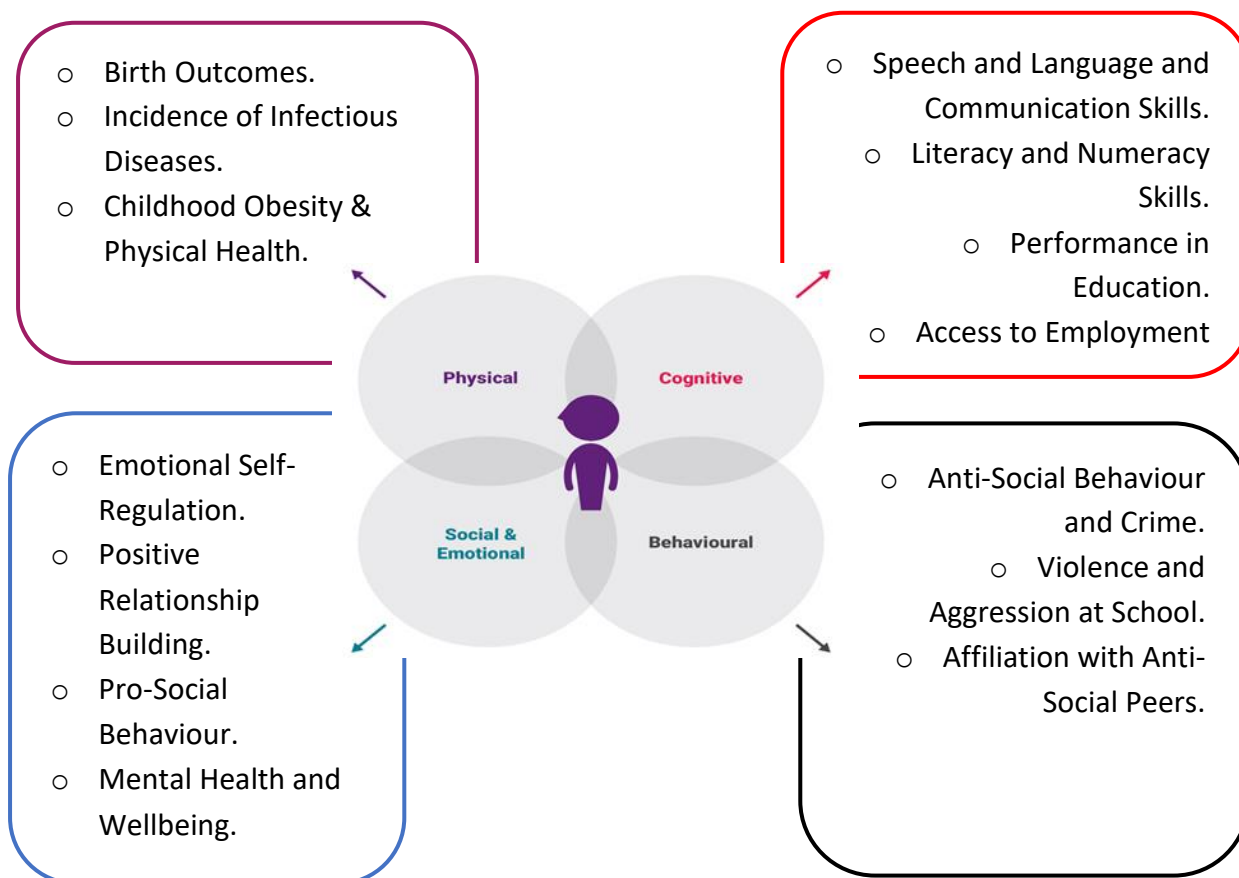 o Birth Outcomes.
o Incidence of Infectious
Diseases.
o Childhood Obesity &
Physical Health.
o Speech and Language and
Communication Skills.
o Literacy and Numeracy
Skills.
o Performance in
Education.
o Access to Employment
Physical
Cognitive
Social &
Emotional
Behavioural
o Emotional Self-
Regulation.
o Positive
Relationship
Building.
o Pro-Social
Behaviour.
o Mental Health and
Wellbeing.
o Anti-Social Behaviour
and Crime.
o Violence and
Aggression at School.
o Affiliation with Anti-
Social Peers.